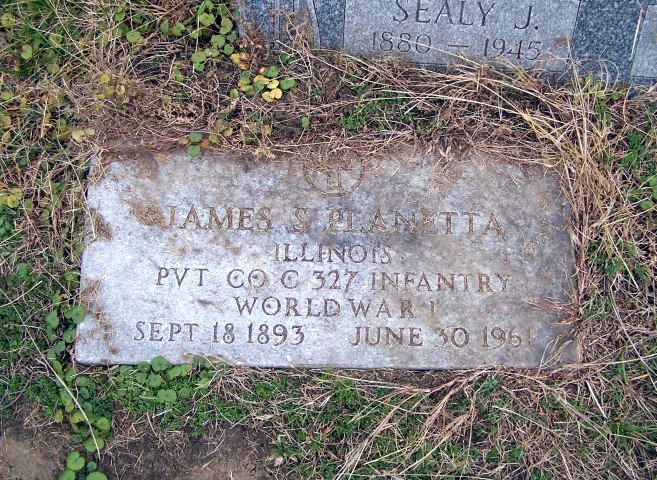 SEALY J.
1880 — 1945
JAMES S PLANETTA
ILLINOIS
PVT CO C 327 INFANTRY
WORLD WAR I
SEPT 18 1893 JUNE 30 1961